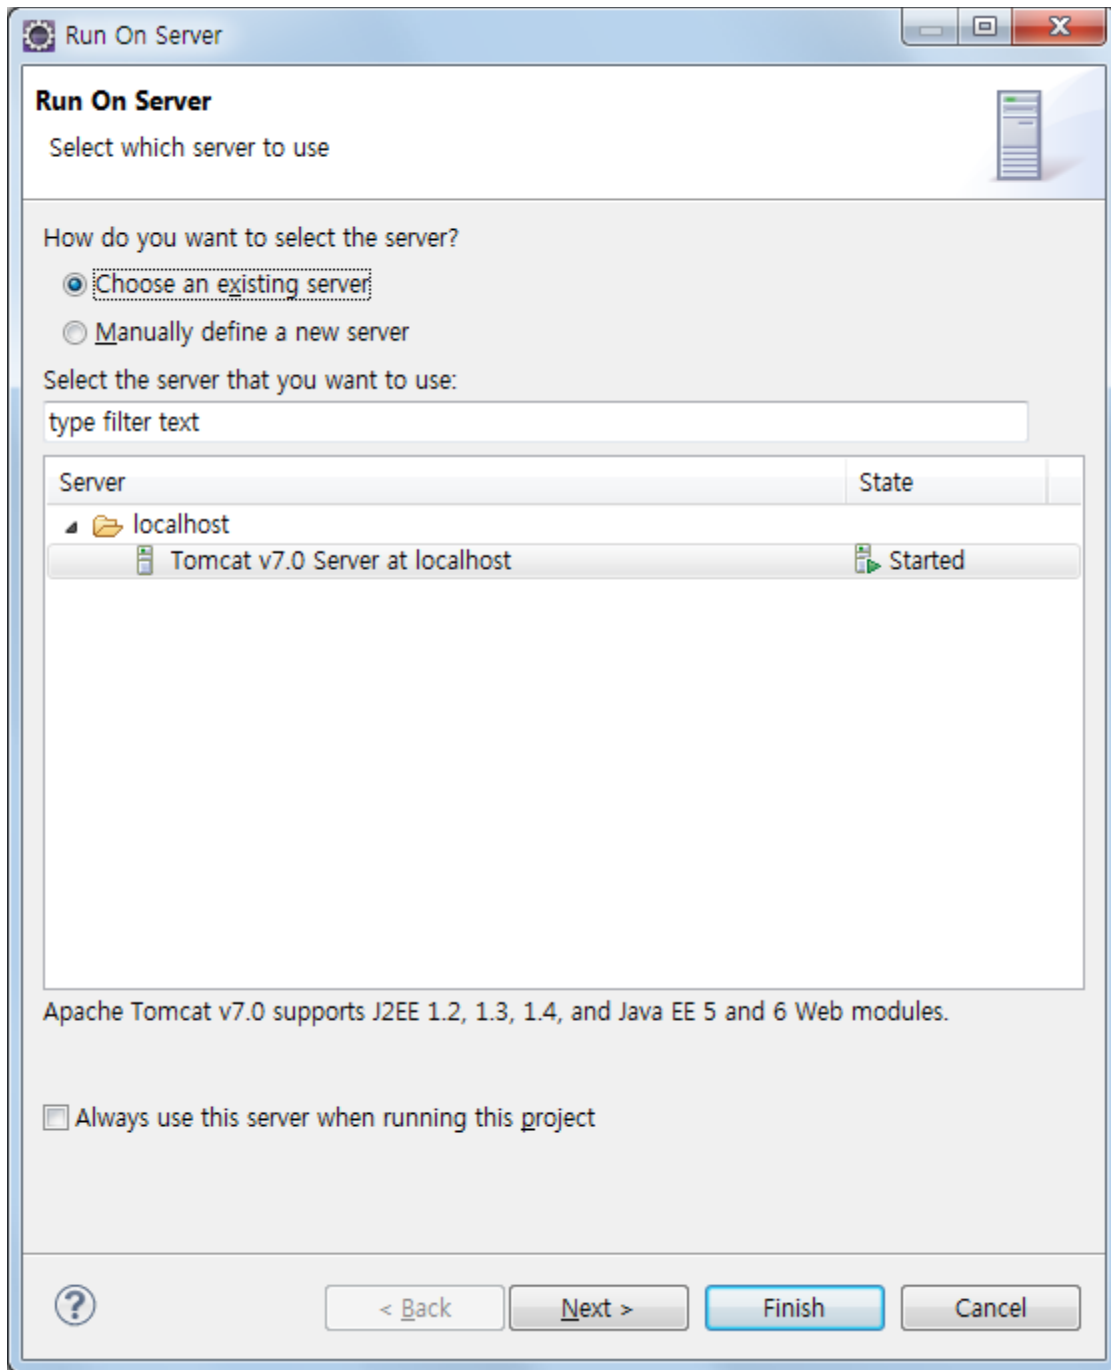 Run On Server
Run On Server
Select which server to use
How do you want to select the server?
Choose an existing server
Manually define a new server
Select the server that you want to use:
type filter text
Server State
localhost
Tomcat v7.0 Server at localhost Started
Apache Tomcat v7.0 supports J2EE 1.2, 1.3, 1.4, and Java EE 5 and 6 Web modules.
Always use this server when running this project
? < Back Next > Finish Cancel